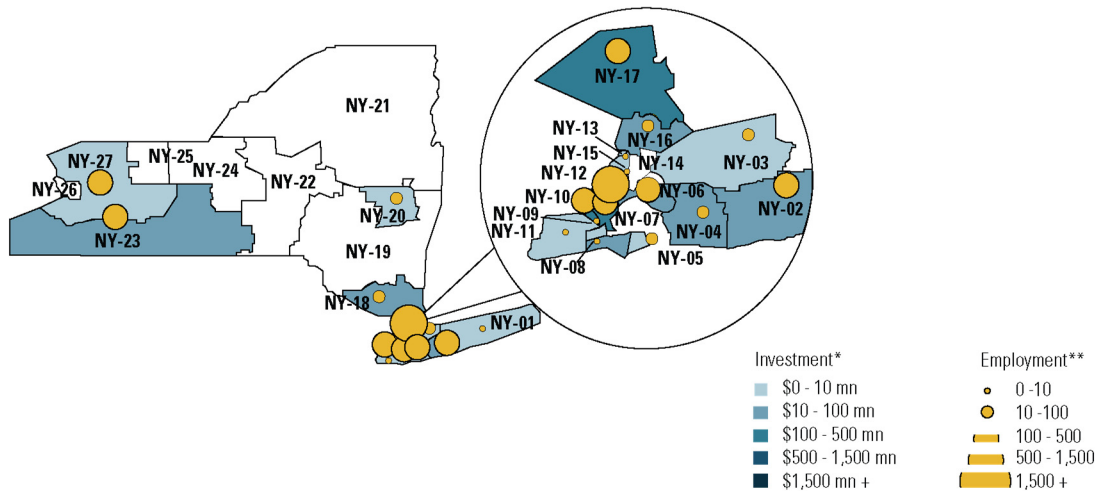 NY-21
NY-27
NY-25
NY-24
NY-26
NY-22
NY-20
NY-23
NY-19
NY-18
NY-01
NY-17
NY-13
NY-16
NY-15
NY-14
NY-03
NY-12
NY-10
NY-06
NY-02
NY-09
NY-07
NY-04
NY-11
NY-05
NY-08
Investment*
$0 - 10 mn
$10 - 100 mn
$100 - 500 mn
$500 - 1,500 mn
$1,500 mn +
Employment**
0 -10
10 -100
100 - 500
500 - 1,500
1,500 +